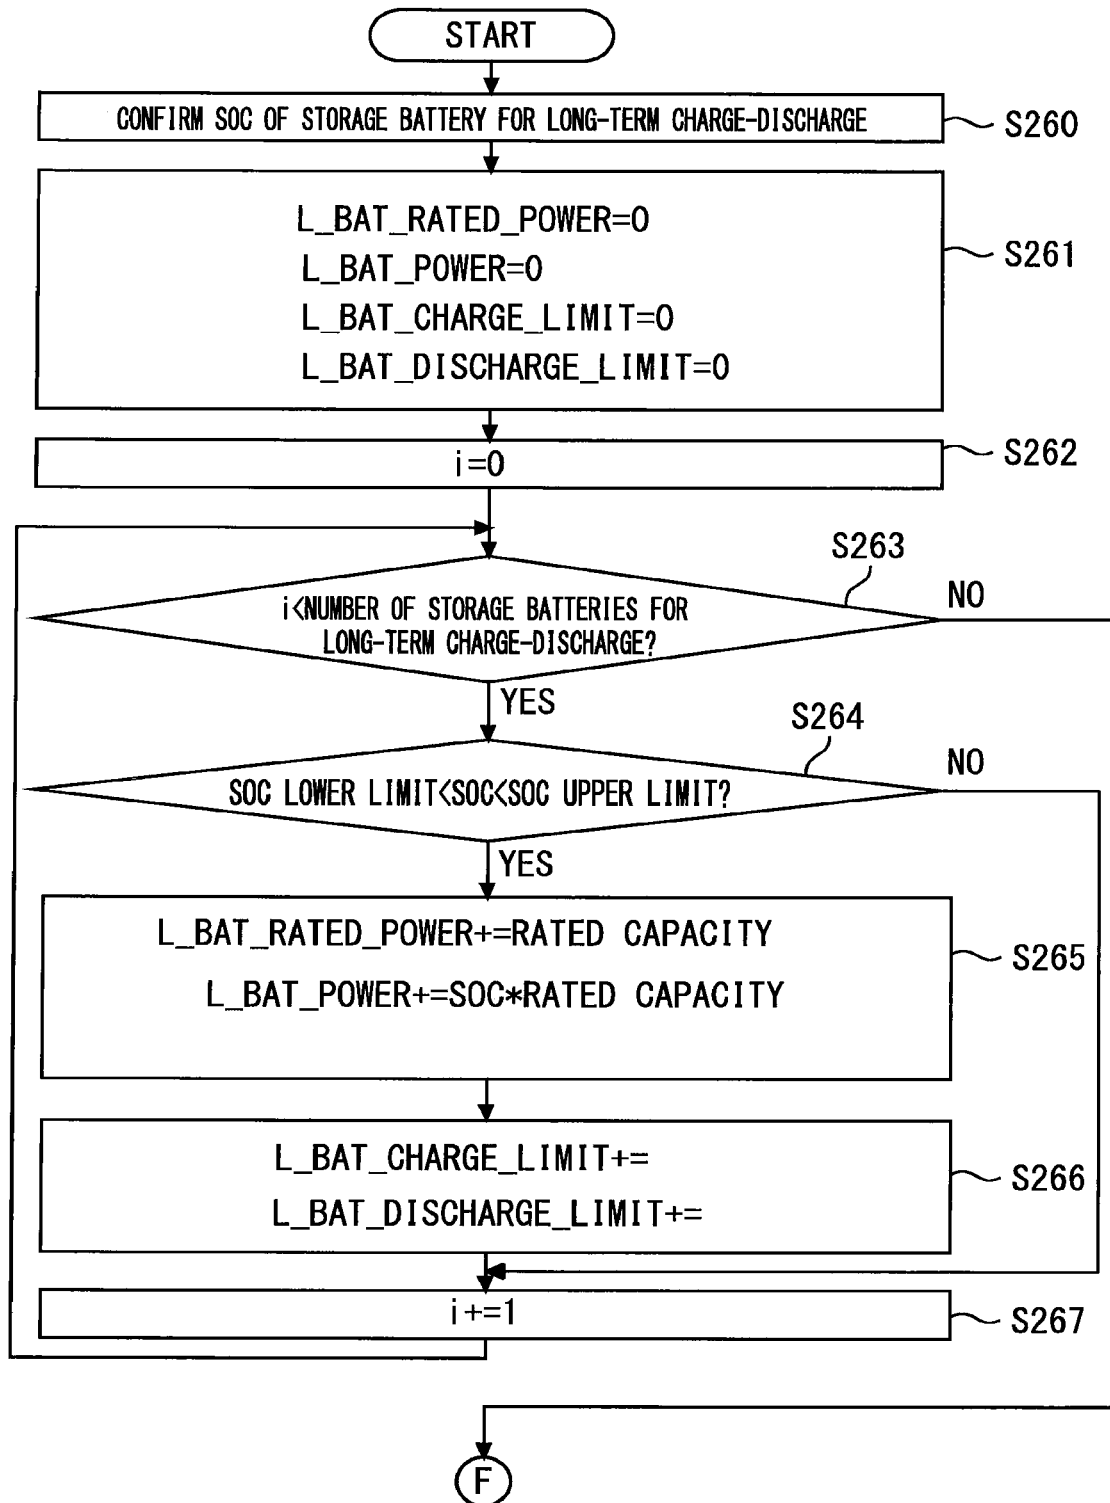 START
CONFIRM SOC OF STORAGE BATTERY FOR LONG-TERM CHARGE-DISCHARGE
S260
L_BAT_RATED_POWER=0
L_BAT_POWER=0
L_BAT_CHARGE_LIMIT=0
L_BAT_DISCHARGE_LIMIT=0
S261
i=0
S262
S263
i<NUMBER OF STORAGE BATTERIES FOR
LONG-TERM CHARGE-DISCHARGE?
NO
YES
S264
SOC LOWER LIMIT<SOC<SOC UPPER LIMIT?
NO
YES
L_BAT_RATED_POWER+=RATED CAPACITY
L_BAT_POWER+=SOC*RATED CAPACITY
S265
L_BAT_CHARGE_LIMIT+=
L_BAT_DISCHARGE_LIMIT+=
S266
i+=1
S267
F